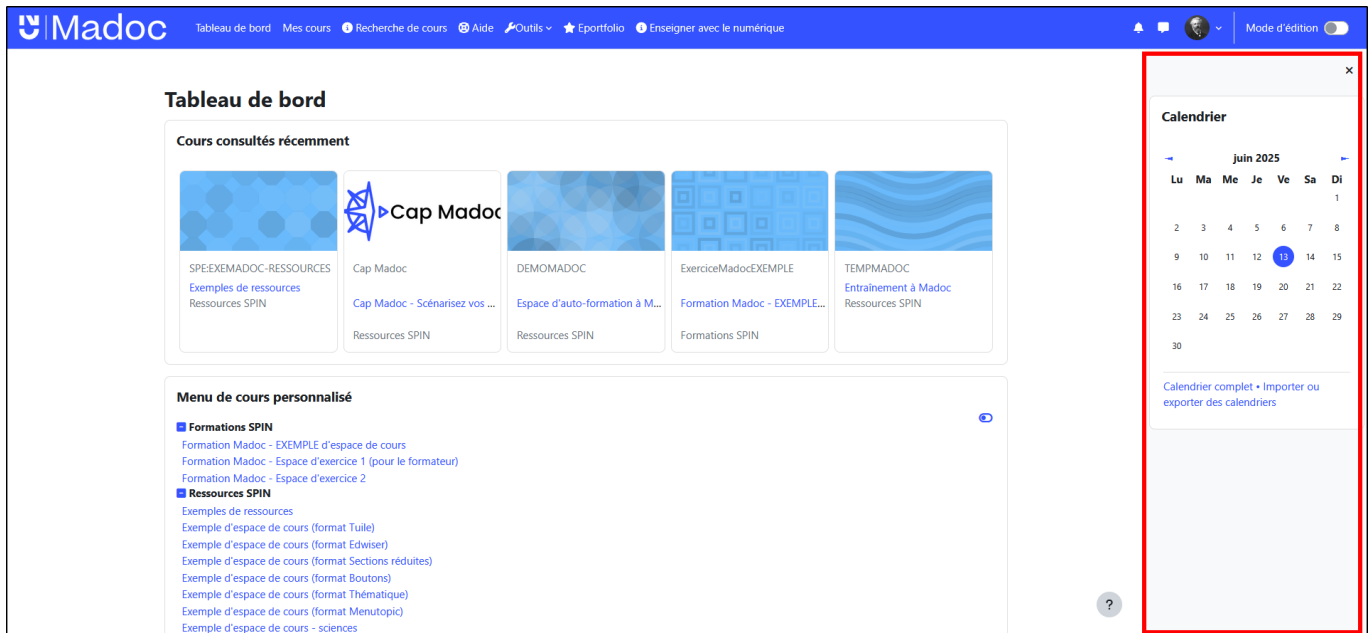 Madoc
Tableau de bord Mes cours Recherche de cours Aide Outils Eportfolio Enseigner avec le numérique
Mode d'édition
Tableau de bord
Cours consultés récemment
Cap Madoc
SPE:EXEMADOC-RESSOURCES
Exemples de ressources
Ressources SPIN
Cap Madoc
Cap Madoc - Scénarisez vos ...
Ressources SPIN
DEMOMADOC
Espace d'auto-formation à M...
Ressources SPIN
ExerciceMadocEXEMPLE
Formation Madoc - EXEMPLE...
Formations SPIN
TEMPMADOC
Entraînement à Madoc
Ressources SPIN
Menu de cours personnalisé
Formations SPIN
Formation Madoc - EXEMPLE d'espace de cours
Formation Madoc - Espace d'exercice 1 (pour le formateur)
Formation Madoc - Espace d'exercice 2
Ressources SPIN
Exemples de ressources
Exemple d'espace de cours (format Tuile)
Exemple d'espace de cours (format Edwiser)
Exemple d'espace de cours (format Sections réduites)
Exemple d'espace de cours (format Boutons)
Exemple d'espace de cours (format Thématique)
Exemple d'espace de cours (format Menutopic)
Exemple d'espace de cours - sciences
?
×
Calendrier
◄ juin 2025 ►
Lu Ma Me Je Ve Sa Di
1
2 3 4 5 6 7 8
9 10 11 12 13 14 15
16 17 18 19 20 21 22
23 24 25 26 27 28 29
30
Calendrier complet • Importer ou
exporter des calendriers